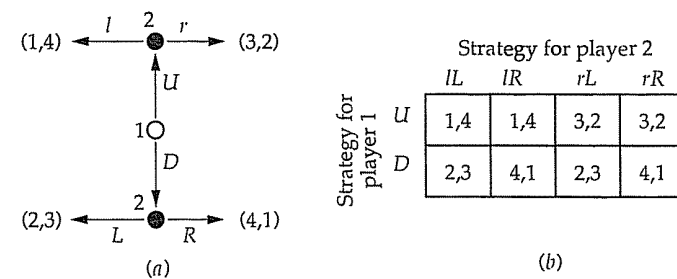 2
l r
(1,4) (3,2)
U
1
D
2
(2,3) (4,1)
L R
(a)
Strategy for player 2
lL lR rL rR
Strategy for
player 1
U 1,4 1,4 3,2 3,2
D 2,3 4,1 2,3 4,1
(b)